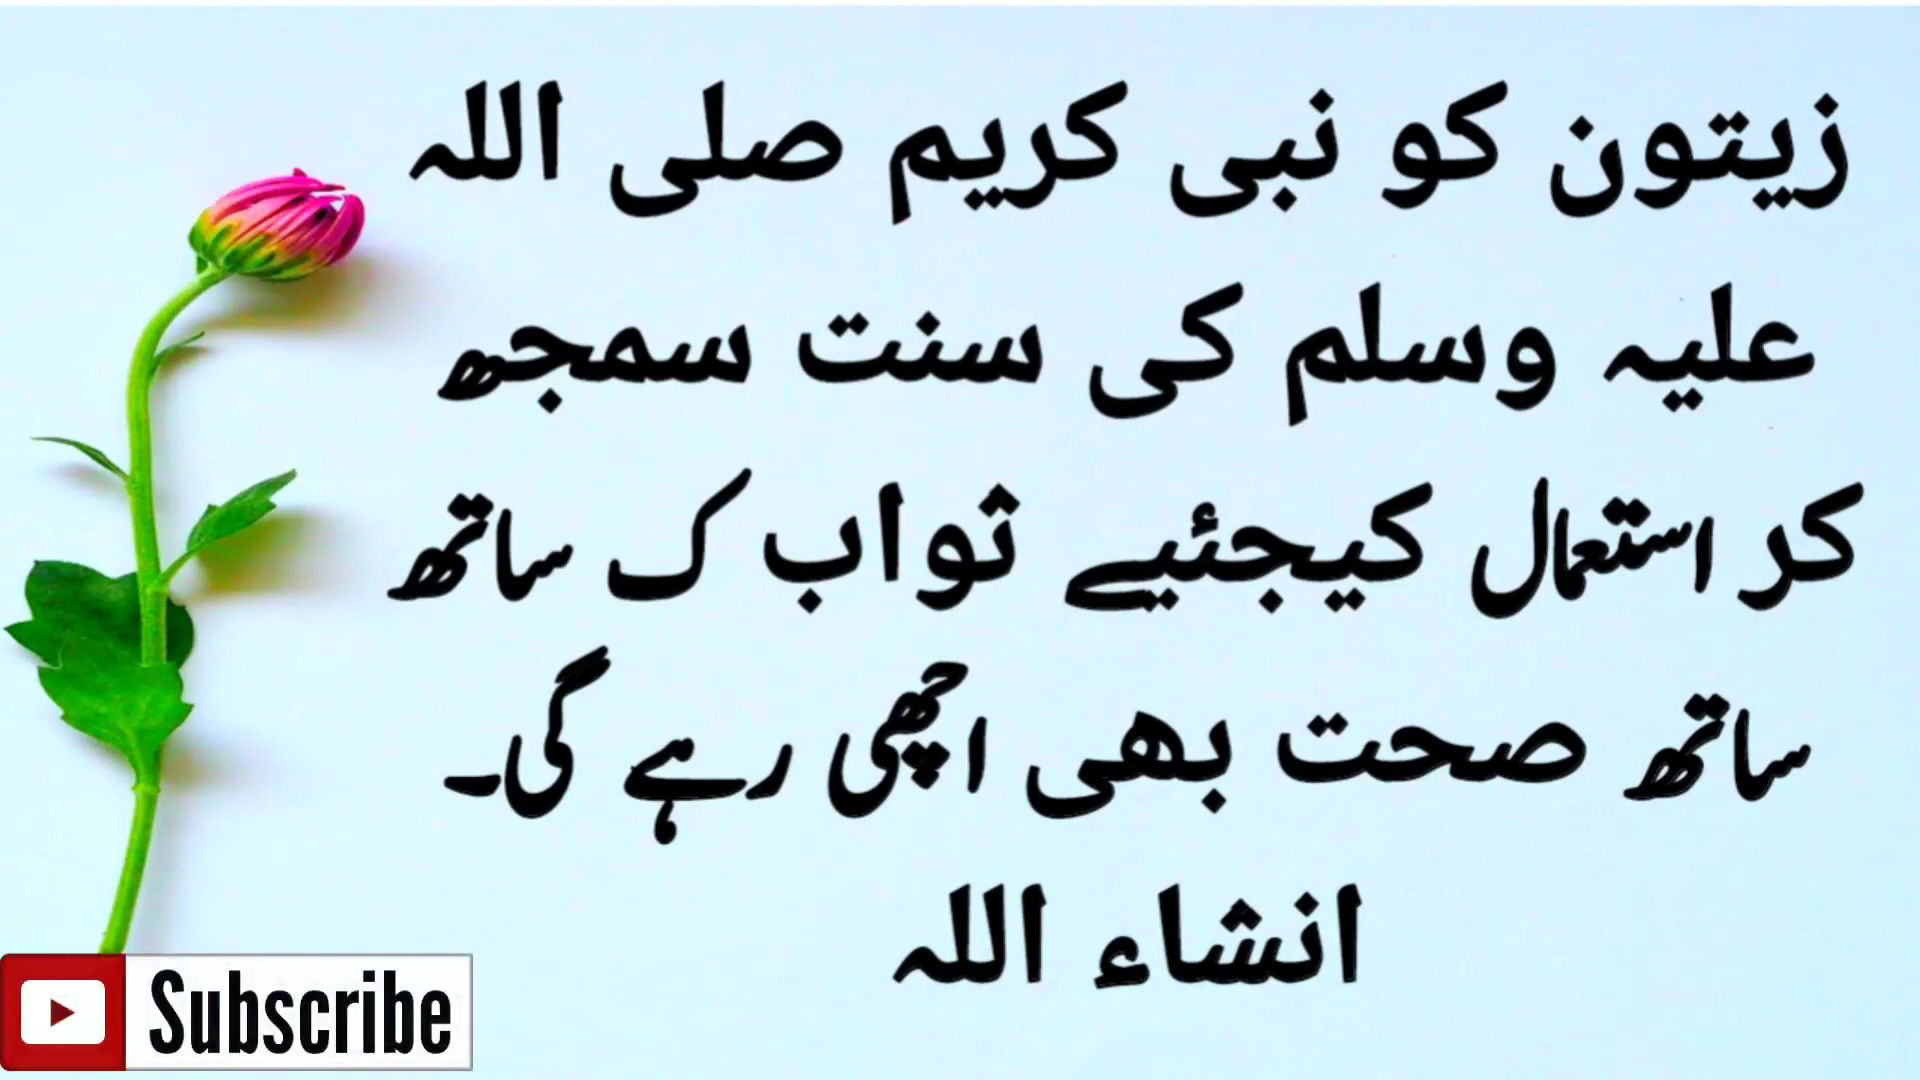 زیتون کو نبی کریم صلی اللہ
علیہ وسلم کی سنت سمجھ
کر استعمال کیجئیے ثواب ک ساتھ
ساتھ صحت بھی اچھی رہے گی۔
انشاء اللہ
Subscribe